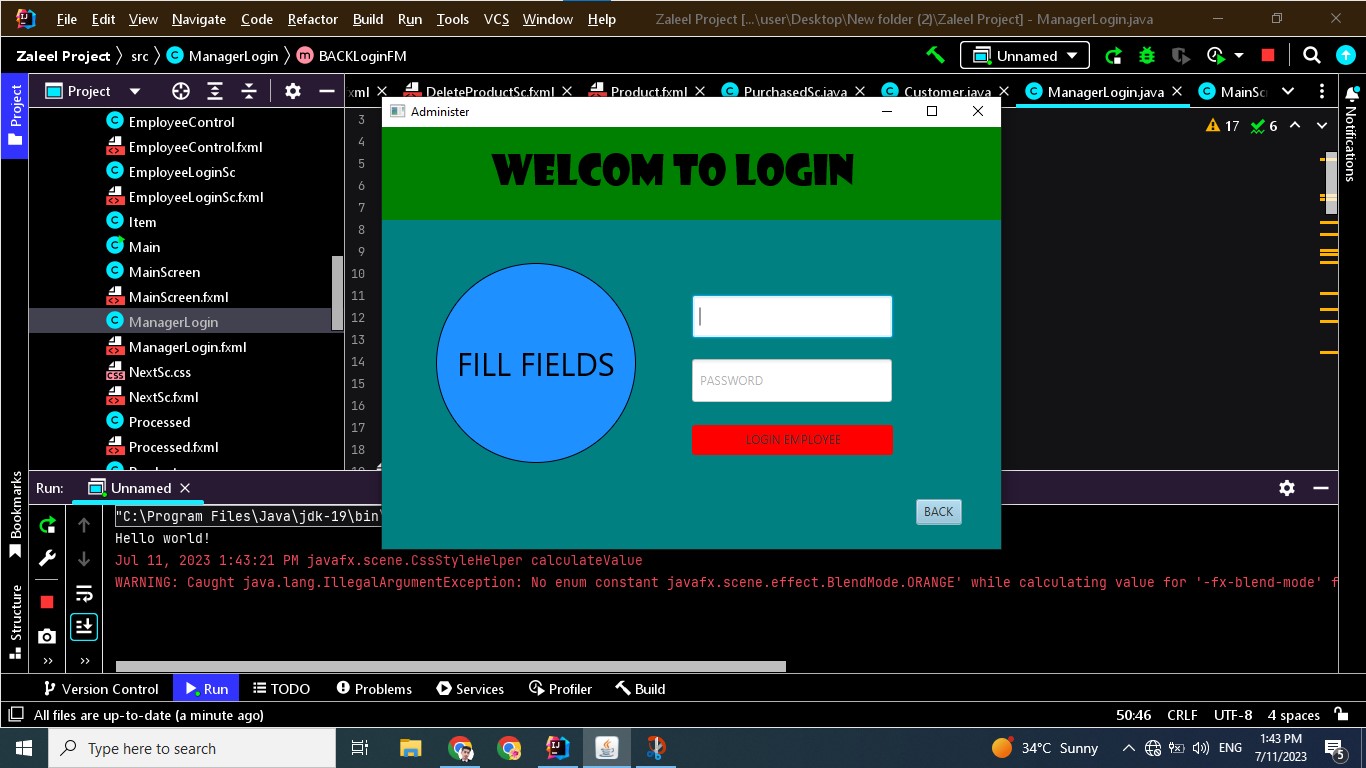 File Edit View Navigate Code Refactor Build Run Tools VCS Window Help Zaleel Project [...\user\Desktop\New folder (2)\Zaleel Project] - ManagerLogin.java
Zaleel Project src ManagerLogin BACKLoginFM Unnamed
Project
Project
xml DeleteProductSc.fxml Product.fxml PurchasedSc.java Customer.java ManagerLogin.java MainSc
Notifications
17 6
EmployeeControl
EmployeeControl.fxml
EmployeeLoginSc
EmployeeLoginSc.fxml
Item
Main
MainScreen
MainScreen.fxml
ManagerLogin
ManagerLogin.fxml
NextSc.css
NextSc.fxml
Processed
Processed.fxml
3
4
5
6
7
8
9
10
11
12
13
14
15
16
17
18
Administer
WELCOM TO LOGIN
FILL FIELDS
PASSWORD
LOGIN EMPLOYEE
BACK
Bookmarks
Structure
Run: Unnamed
"C:\Program Files\Java\jdk-19\bin\
Hello world!
Jul 11, 2023 1:43:21 PM javafx.scene.CssStyleHelper calculateValue
WARNING: Caught java.lang.IllegalArgumentException: No enum constant javafx.scene.effect.BlendMode.ORANGE' while calculating value for '-fx-blend-mode' f
Version Control Run TODO Problems Services Profiler Build
All files are up-to-date (a minute ago) 50:46 CRLF UTF-8 4 spaces
Type here to search 34°C Sunny ENG 1:43 PM
7/11/2023 5